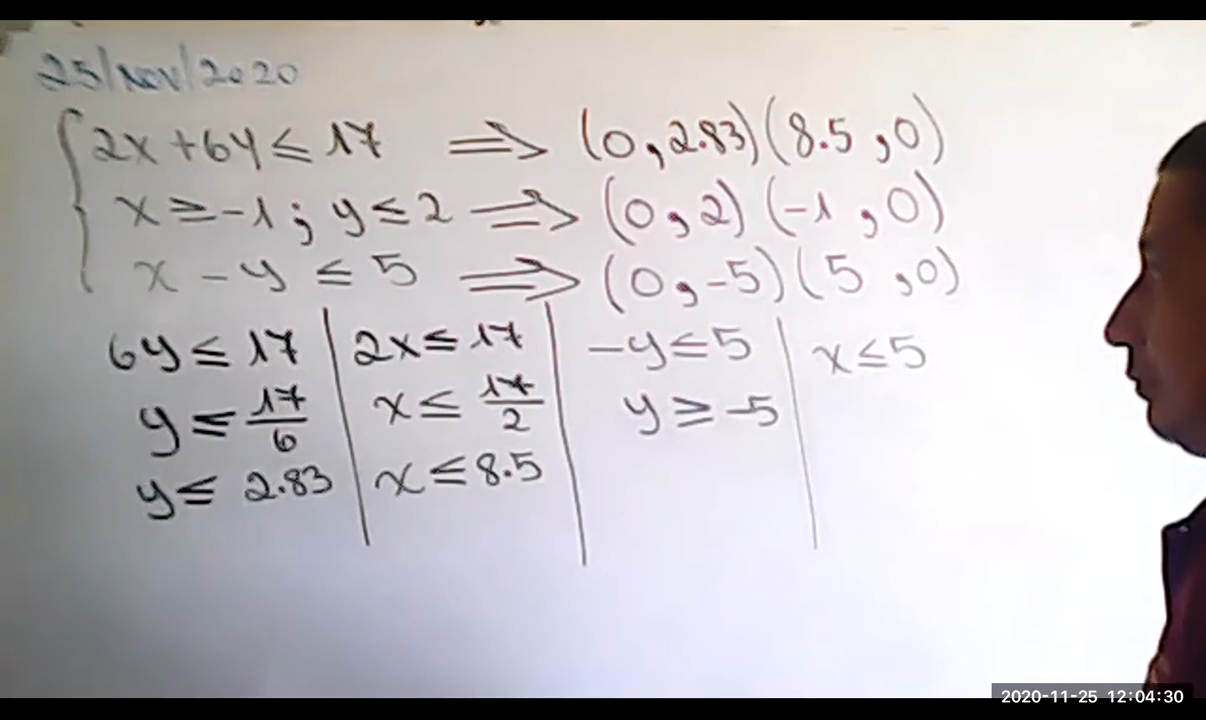 25/Nov/2020
2x + 6y ≤ 17 ⟹ (0, 2.83) (8.5, 0)
x ≥ -1; y ≤ 2 ⟹ (0, 2) (-1, 0)
x - y ≤ 5 ⟹ (0, -5) (5, 0)
6y ≤ 17 | 2x ≤ 17 | -y ≤ 5 | x ≤ 5
y ≤ 17/6 | x ≤ 17/2 | y ≥ -5
y ≤ 2.83 | x ≤ 8.5
2020-11-25 12:04:30